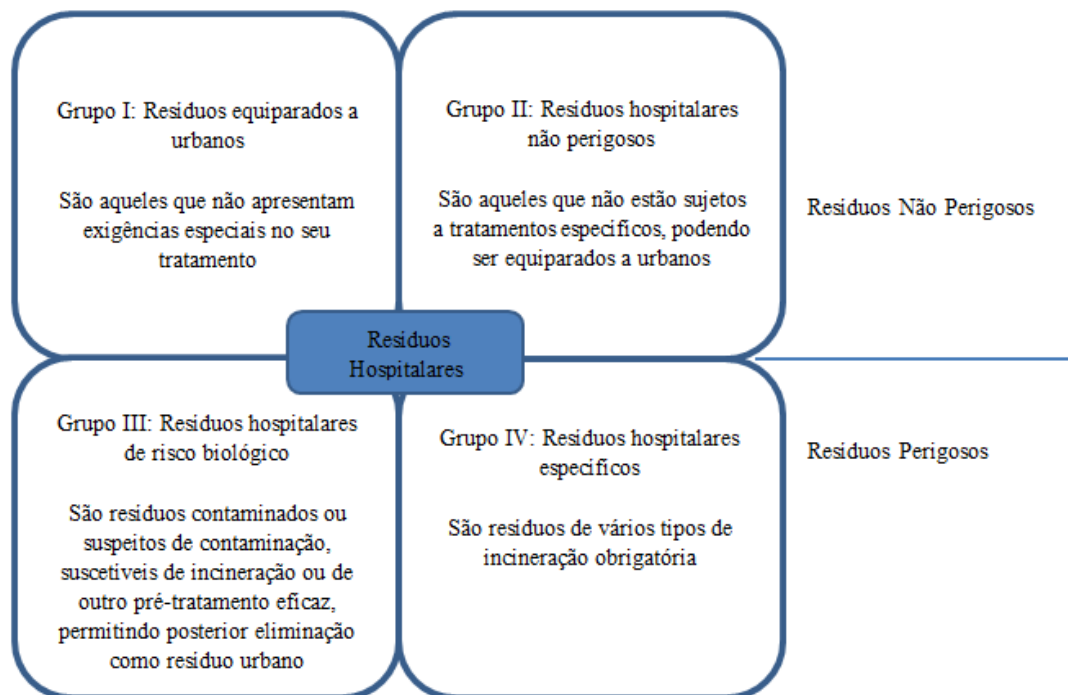 Grupo I: Resíduos equiparados a
urbanos
São aqueles que não apresentam
exigências especiais no seu
tratamento
Grupo II: Resíduos hospitalares
não perigosos
São aqueles que não estão sujetos
a tratamentos específicos, podendo
ser equiparados a urbanos
Resíduos Não Perigosos
Resíduos
Hospitalares
Grupo III: Resíduos hospitalares
de risco biológico
São resíduos contaminados ou
suspeitos de contaminação,
suscetíveis de incineração ou de
outro pré-tratamento eficaz,
permitindo posterior eliminação
como resíduo urbano
Grupo IV: Resíduos hospitalares
específicos
São resíduos de vários tipos de
incineração obrigatória
Resíduos Perigosos